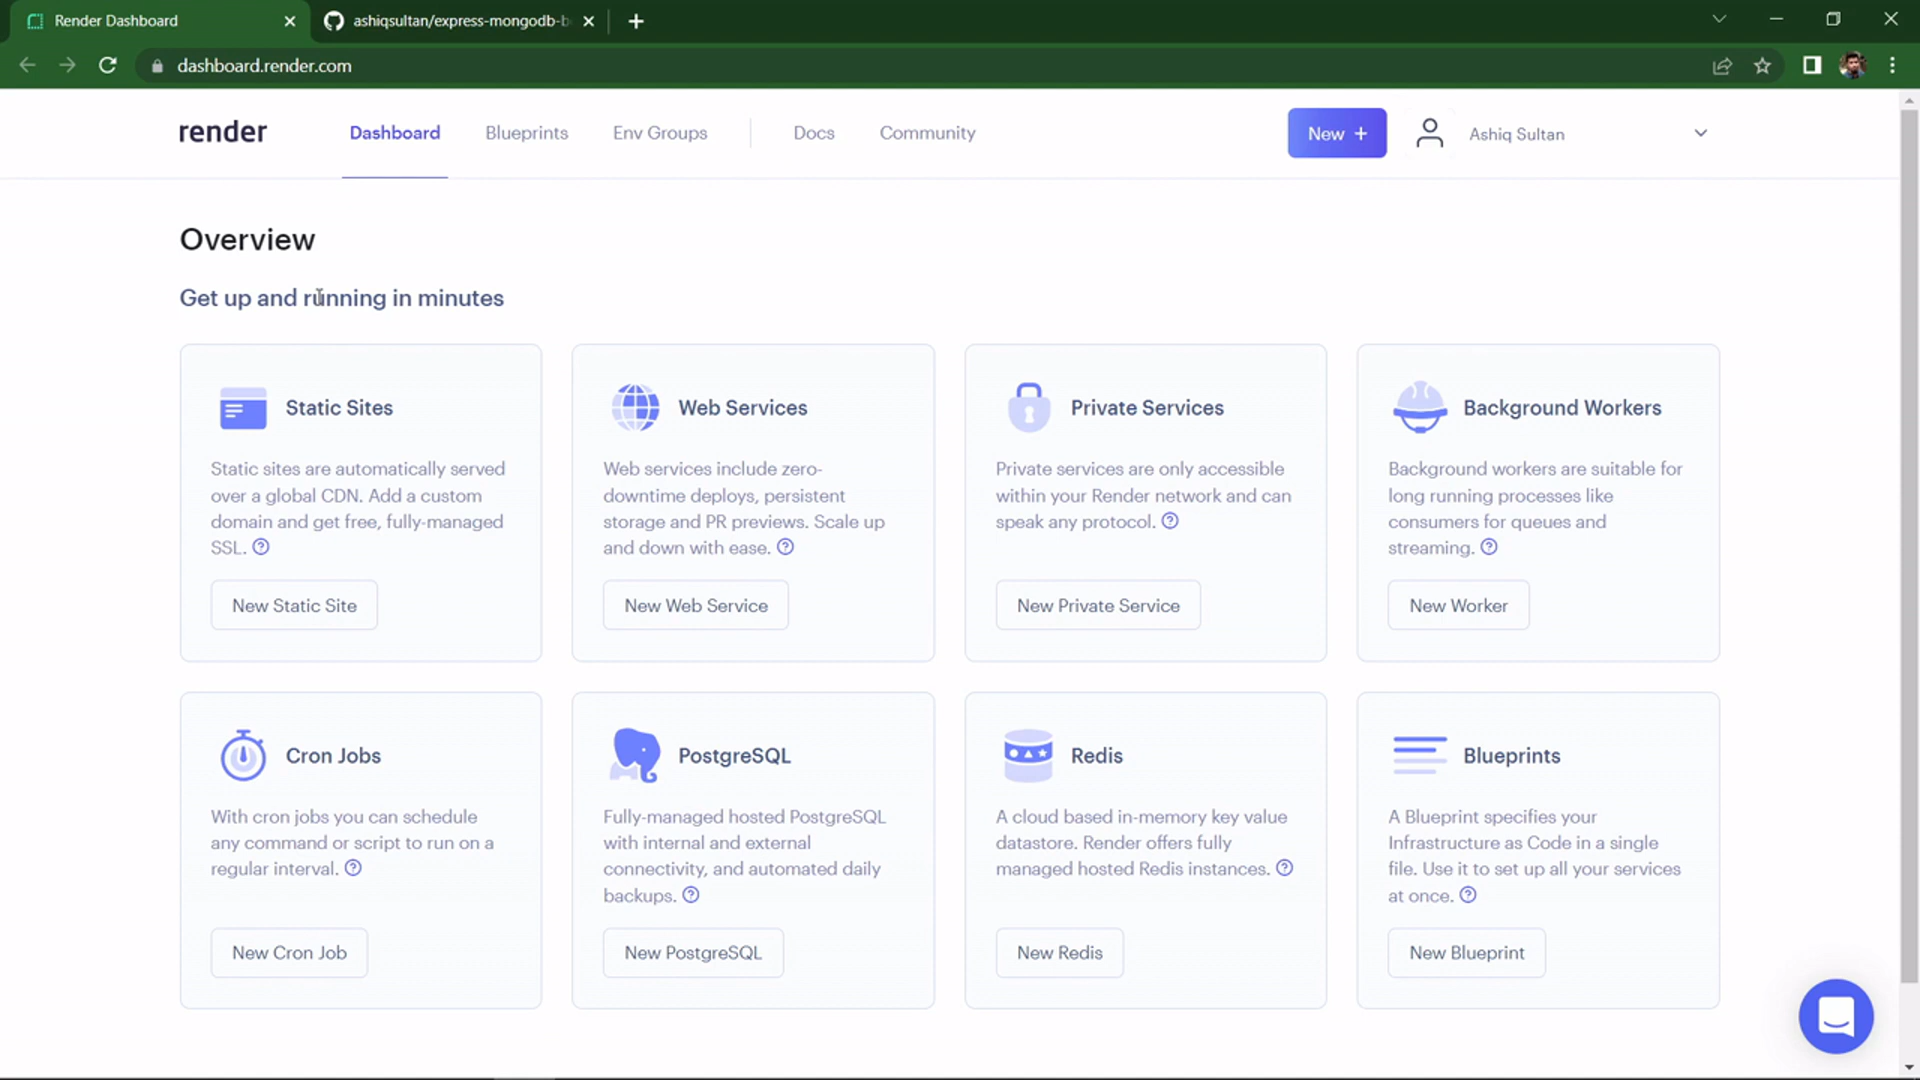 Render Dashboard
ashiqsultan/express-mongodb-b
dashboard.render.com
render
Dashboard
Blueprints
Env Groups
Docs
Community
New +
Ashiq Sultan
Overview
Get up and running in minutes
Static Sites
Static sites are automatically served
over a global CDN. Add a custom
domain and get free, fully-managed
SSL.
New Static Site
Web Services
Web services include zero-
downtime deploys, persistent
storage and PR previews. Scale up
and down with ease.
New Web Service
Private Services
Private services are only accessible
within your Render network and can
speak any protocol.
New Private Service
Background Workers
Background workers are suitable for
long running processes like
consumers for queues and
streaming.
New Worker
Cron Jobs
With cron jobs you can schedule
any command or script to run on a
regular interval.
New Cron Job
PostgreSQL
Fully-managed hosted PostgreSQL
with internal and external
connectivity, and automated daily
backups.
New PostgreSQL
Redis
A cloud based in-memory key value
datastore. Render offers fully
managed hosted Redis instances.
New Redis
Blueprints
A Blueprint specifies your
Infrastructure as Code in a single
file. Use it to set up all your services
at once.
New Blueprint